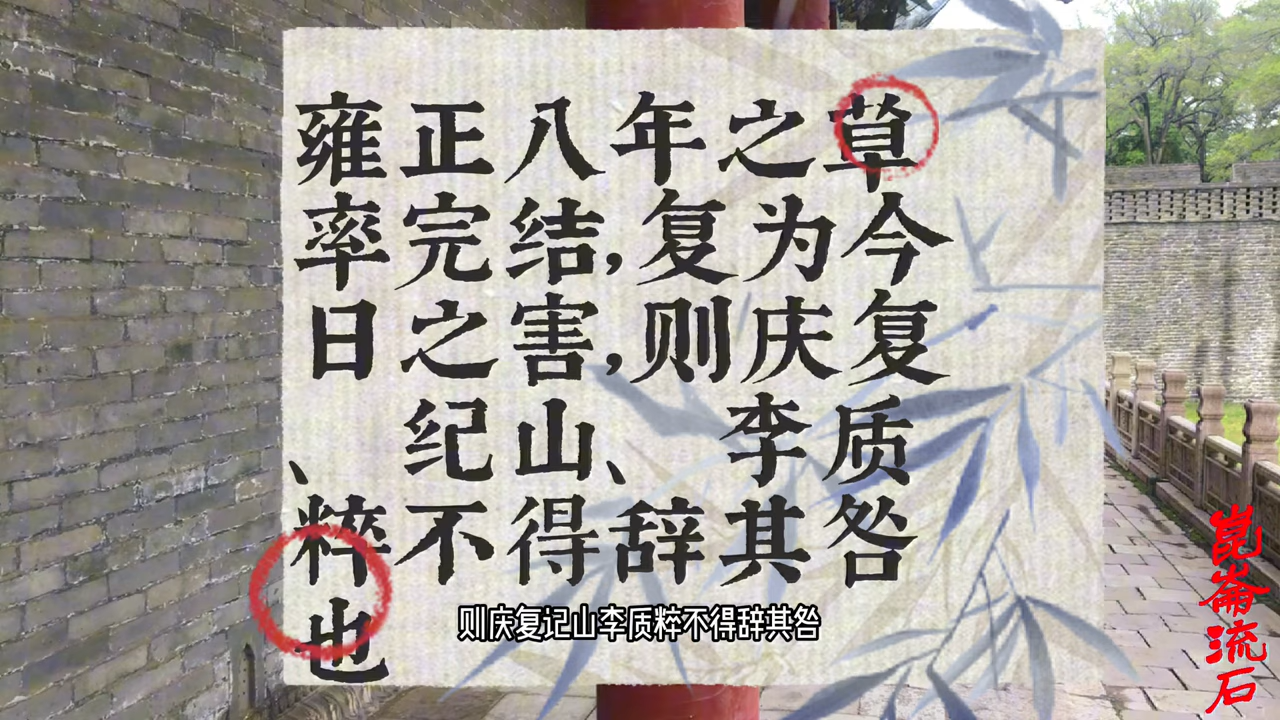 雍正八年之草
率完结，复为今
日之害，则庆复
、纪山、李质
粹不得辞其咎
也
则庆复记山李质粹不得辞其咎
崑崙流石